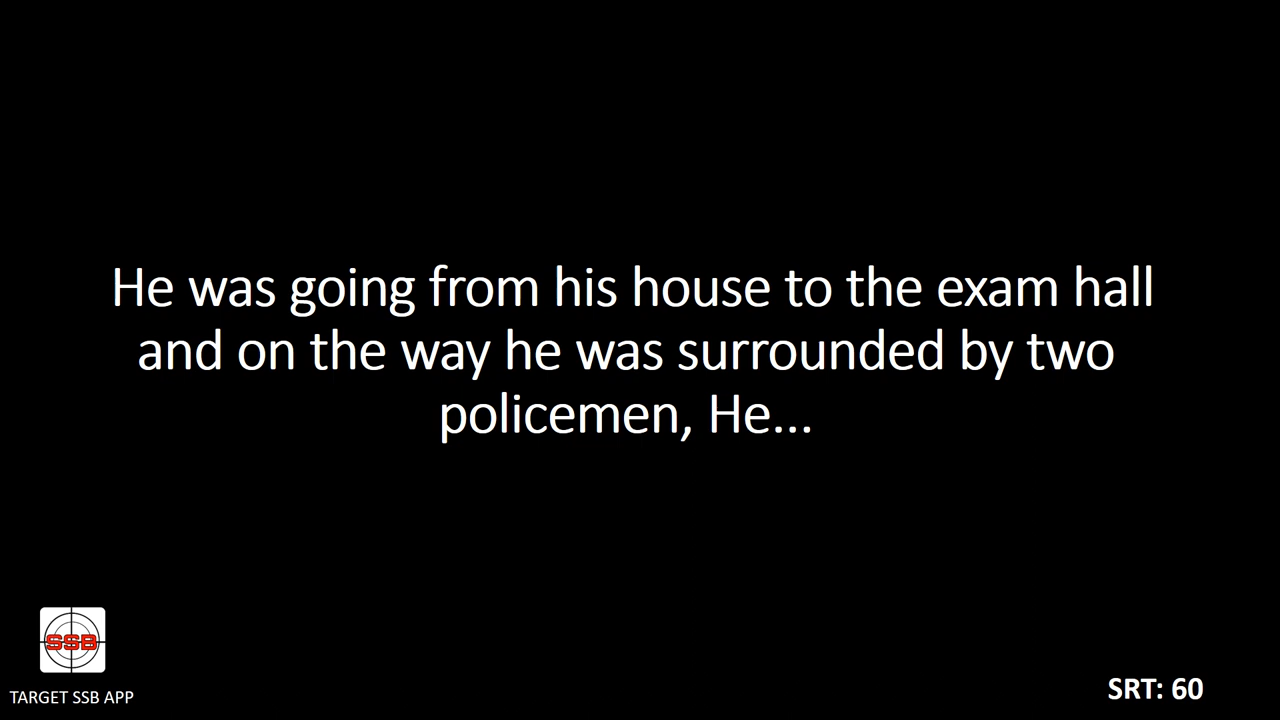 He was going from his house to the exam hall
and on the way he was surrounded by two
policemen, He...
SSB
TARGET SSB APP
SRT: 60